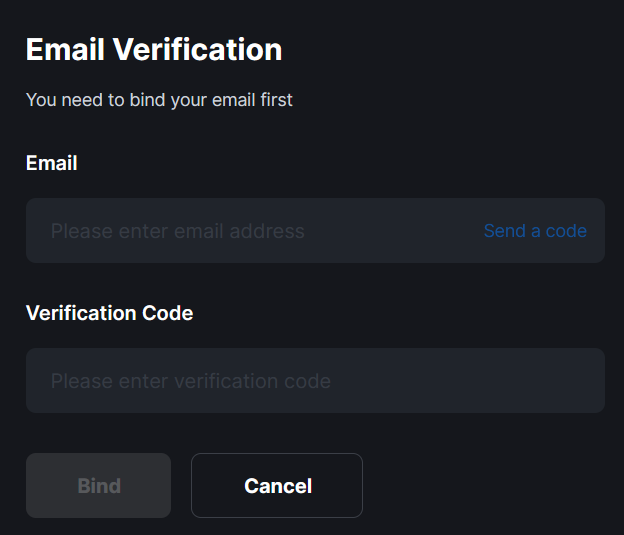 Email Verification
You need to bind your email first
Email
Please enter email address Send a code
Verification Code
Please enter verification code
Bind Cancel